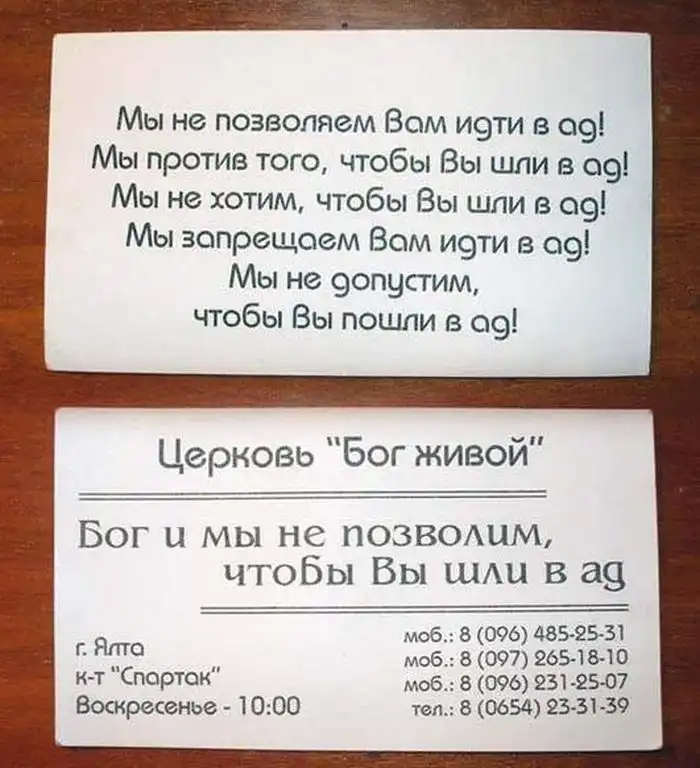 Мы не позволяем Вам идти в ад!
Мы против того, чтобы Вы шли в ад!
Мы не хотим, чтобы Вы шли в ад!
Мы запрещаем Вам идти в ад!
Мы не допустим,
чтобы Вы пошли в ад!
Церковь "Бог живой"
Бог и мы не позволим,
чтобы Вы шли в ад
г. Ялта
к-т "Спартак"
Воскресенье - 10:00
моб.: 8 (096) 485-25-31
моб.: 8 (097) 265-18-10
моб.: 8 (096) 231-25-07
тел.: 8 (0654) 23-31-39